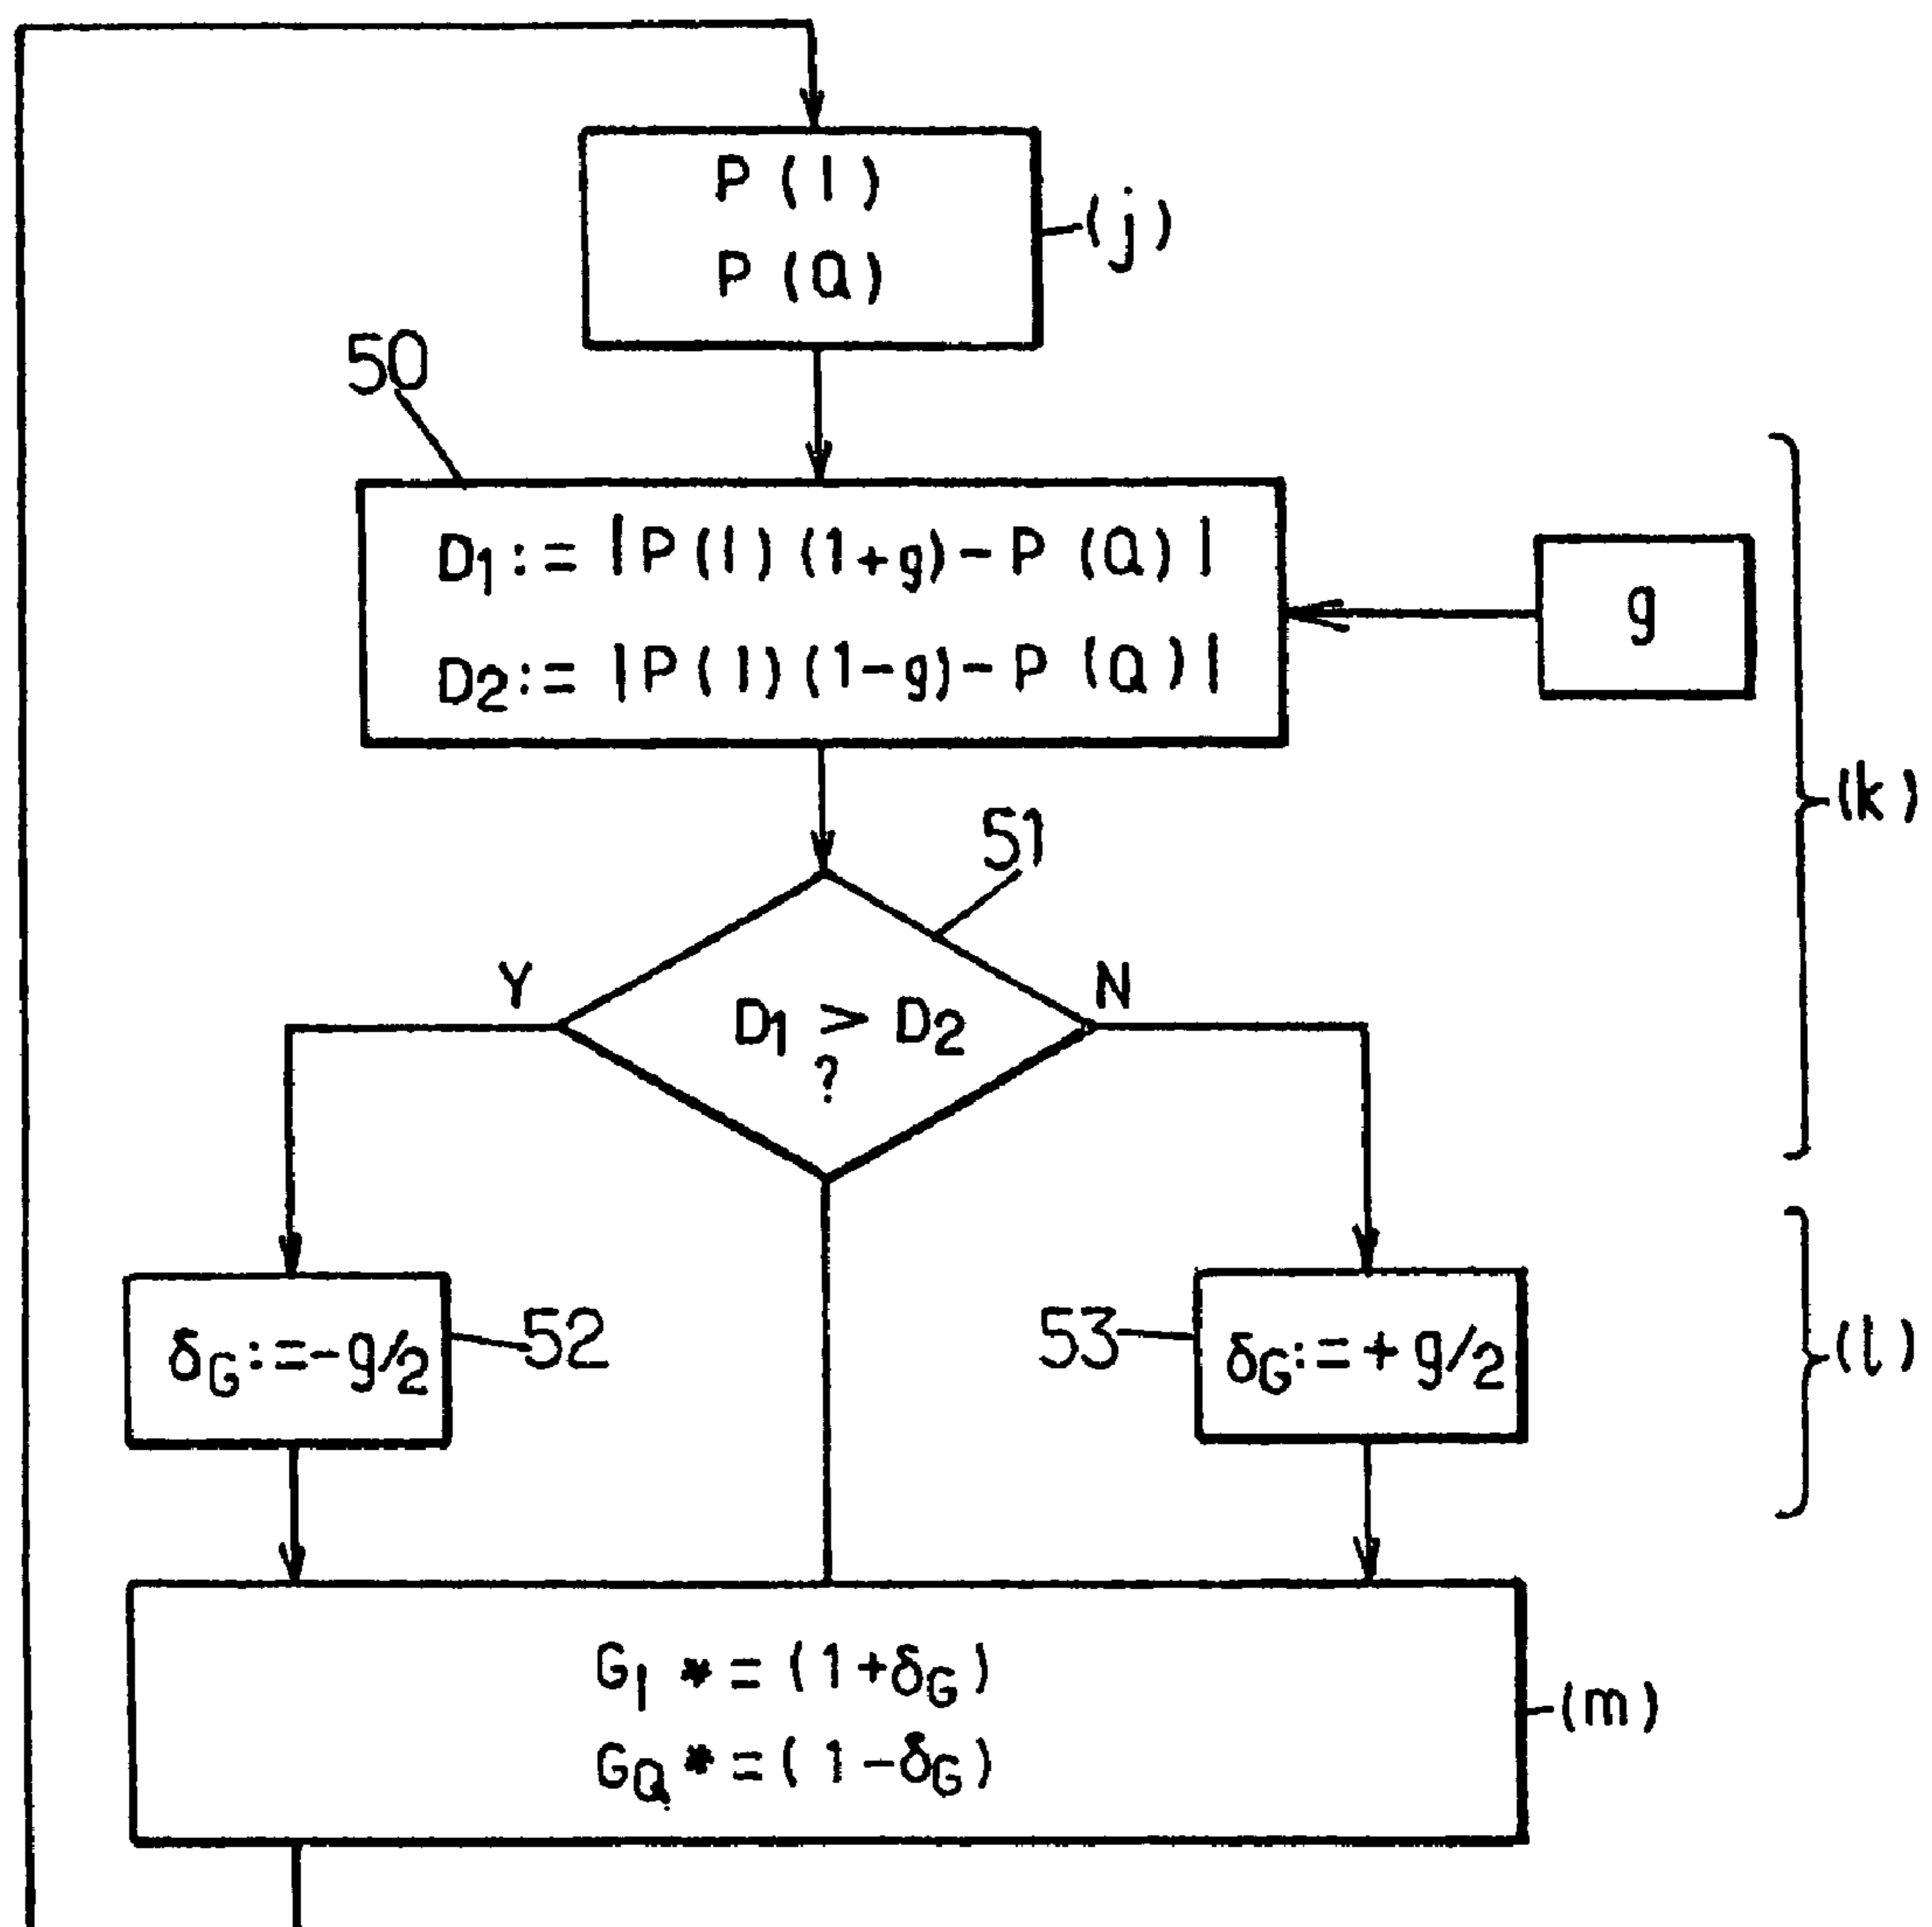 P (I)
P (Q)
(j)
50
D1 := |P(I)(1+g)-P (Q)|
D2 := |P(I)(1-g)-P (Q)|
g
(k)
51
Y
N
D1 > D2
?
δG:=-g/2
52
53
δG:=+g/2
(l)
GI *=(1+δG)
GQ *=(1-δG)
(m)